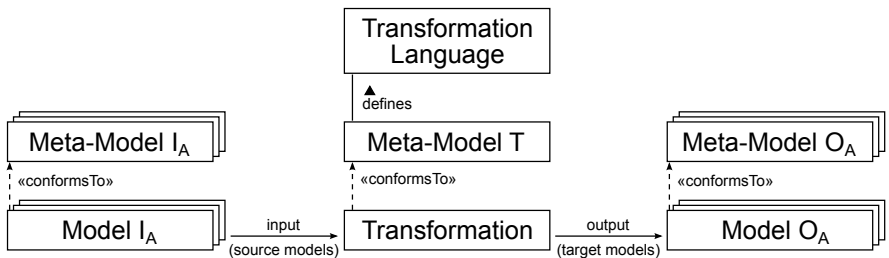 Transformation
Language
▲
defines
Meta-Model I_A
Meta-Model T
Meta-Model O_A
«conformsTo»
«conformsTo»
«conformsTo»
Model I_A
input
(source models)
Transformation
output
(target models)
Model O_A